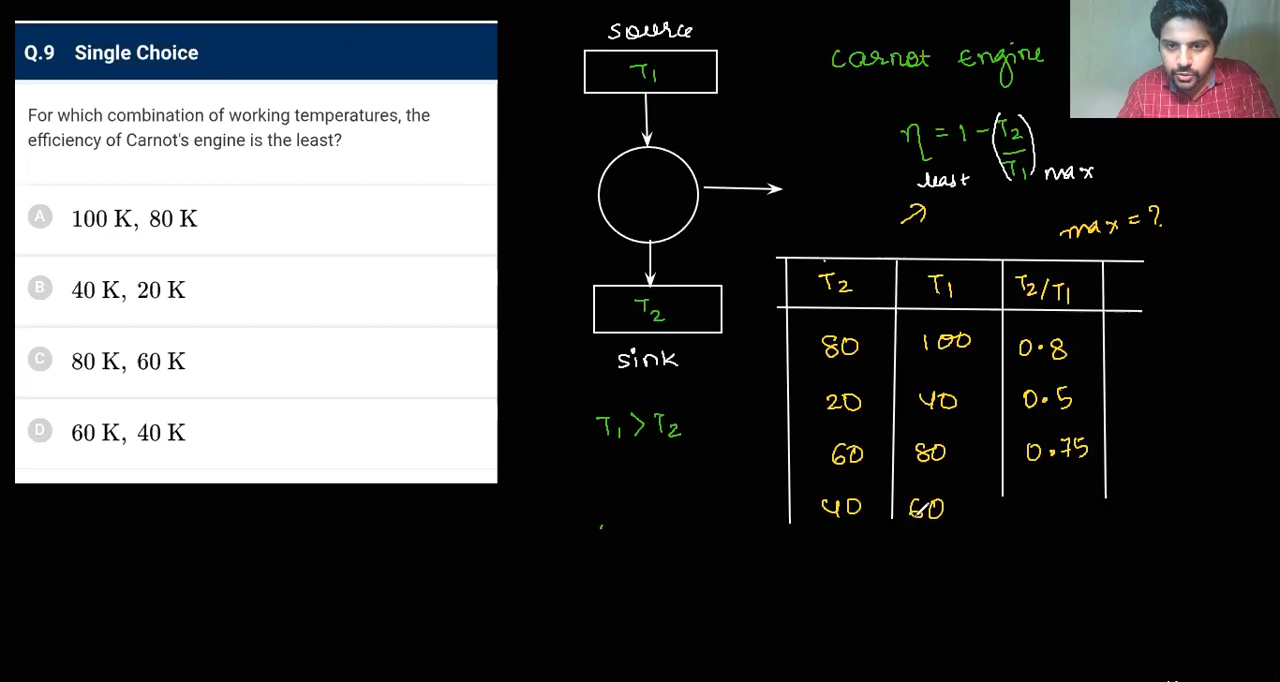 Q.9 Single Choice
For which combination of working temperatures, the
efficiency of Carnot's engine is the least?
A 100 K, 80 K
B 40 K, 20 K
C 80 K, 60 K
D 60 K, 40 K
source
T₁
T₂
sink
T₁ > T₂
carnot engine
η = 1 - (T₂/T₁)
least max
max = ?
T₂ T₁ T₂/T₁
80 100 0.8
20 40 0.5
60 80 0.75
40 60